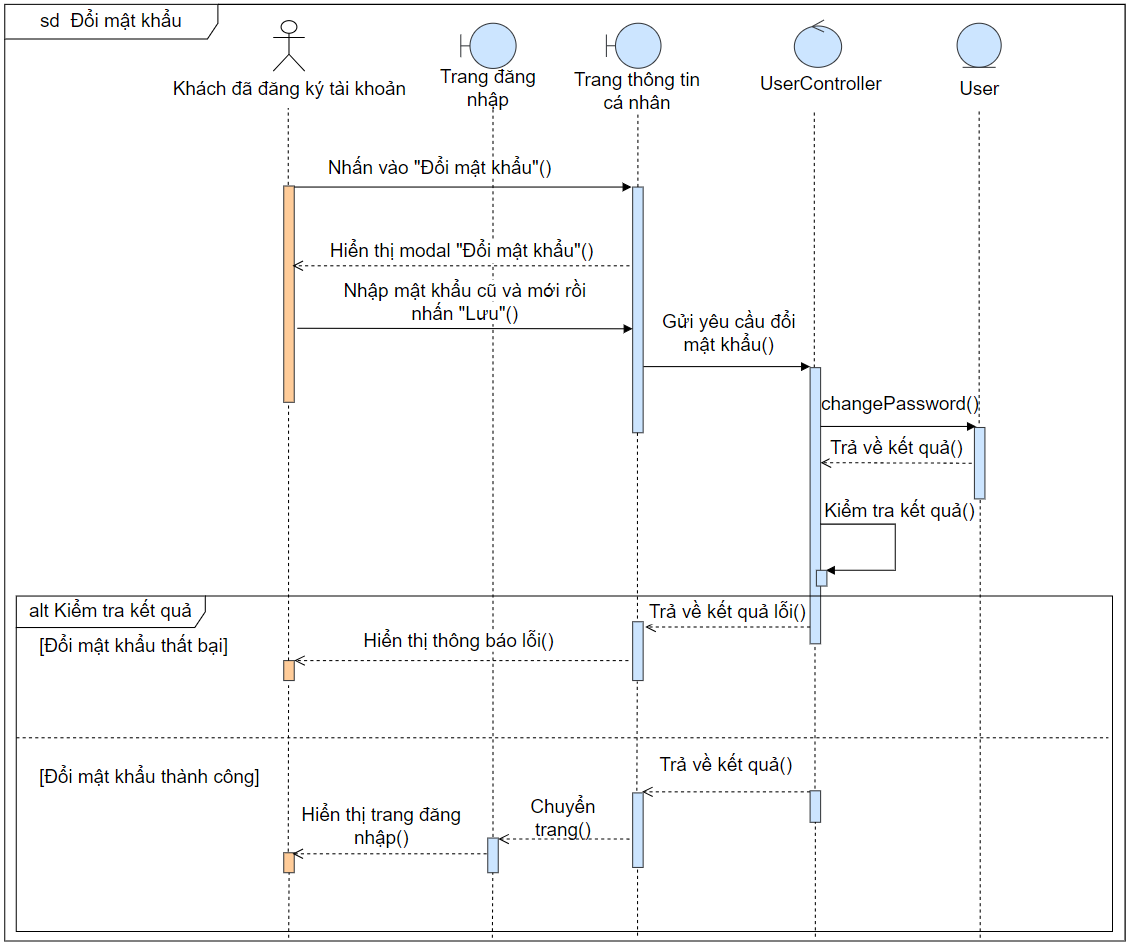 sd Đổi mật khẩu
Khách đã đăng ký tài khoản
Trang đăng
nhập
Trang thông tin
cá nhân
UserController
User
Nhấn vào "Đổi mật khẩu"()
Hiển thị modal "Đổi mật khẩu"()
Nhập mật khẩu cũ và mới rồi
nhấn "Lưu"()
Gửi yêu cầu đổi
mật khẩu()
changePassword()
Trả về kết quả()
Kiểm tra kết quả()
alt Kiểm tra kết quả
Trả về kết quả lỗi()
[Đổi mật khẩu thất bại]
Hiển thị thông báo lỗi()
[Đổi mật khẩu thành công]
Trả về kết quả()
Chuyển
trang()
Hiển thị trang đăng
nhập()